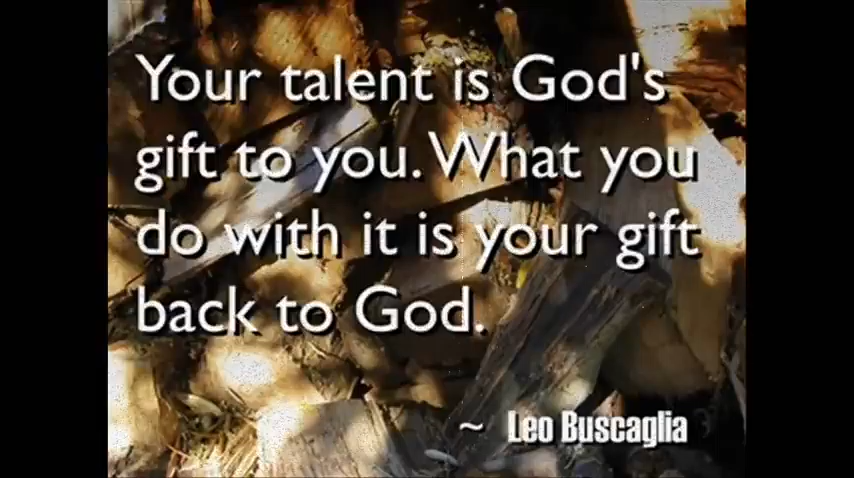 Your talent is God's
gift to you. What you
do with it is your gift
back to God.
~ Leo Buscaglia